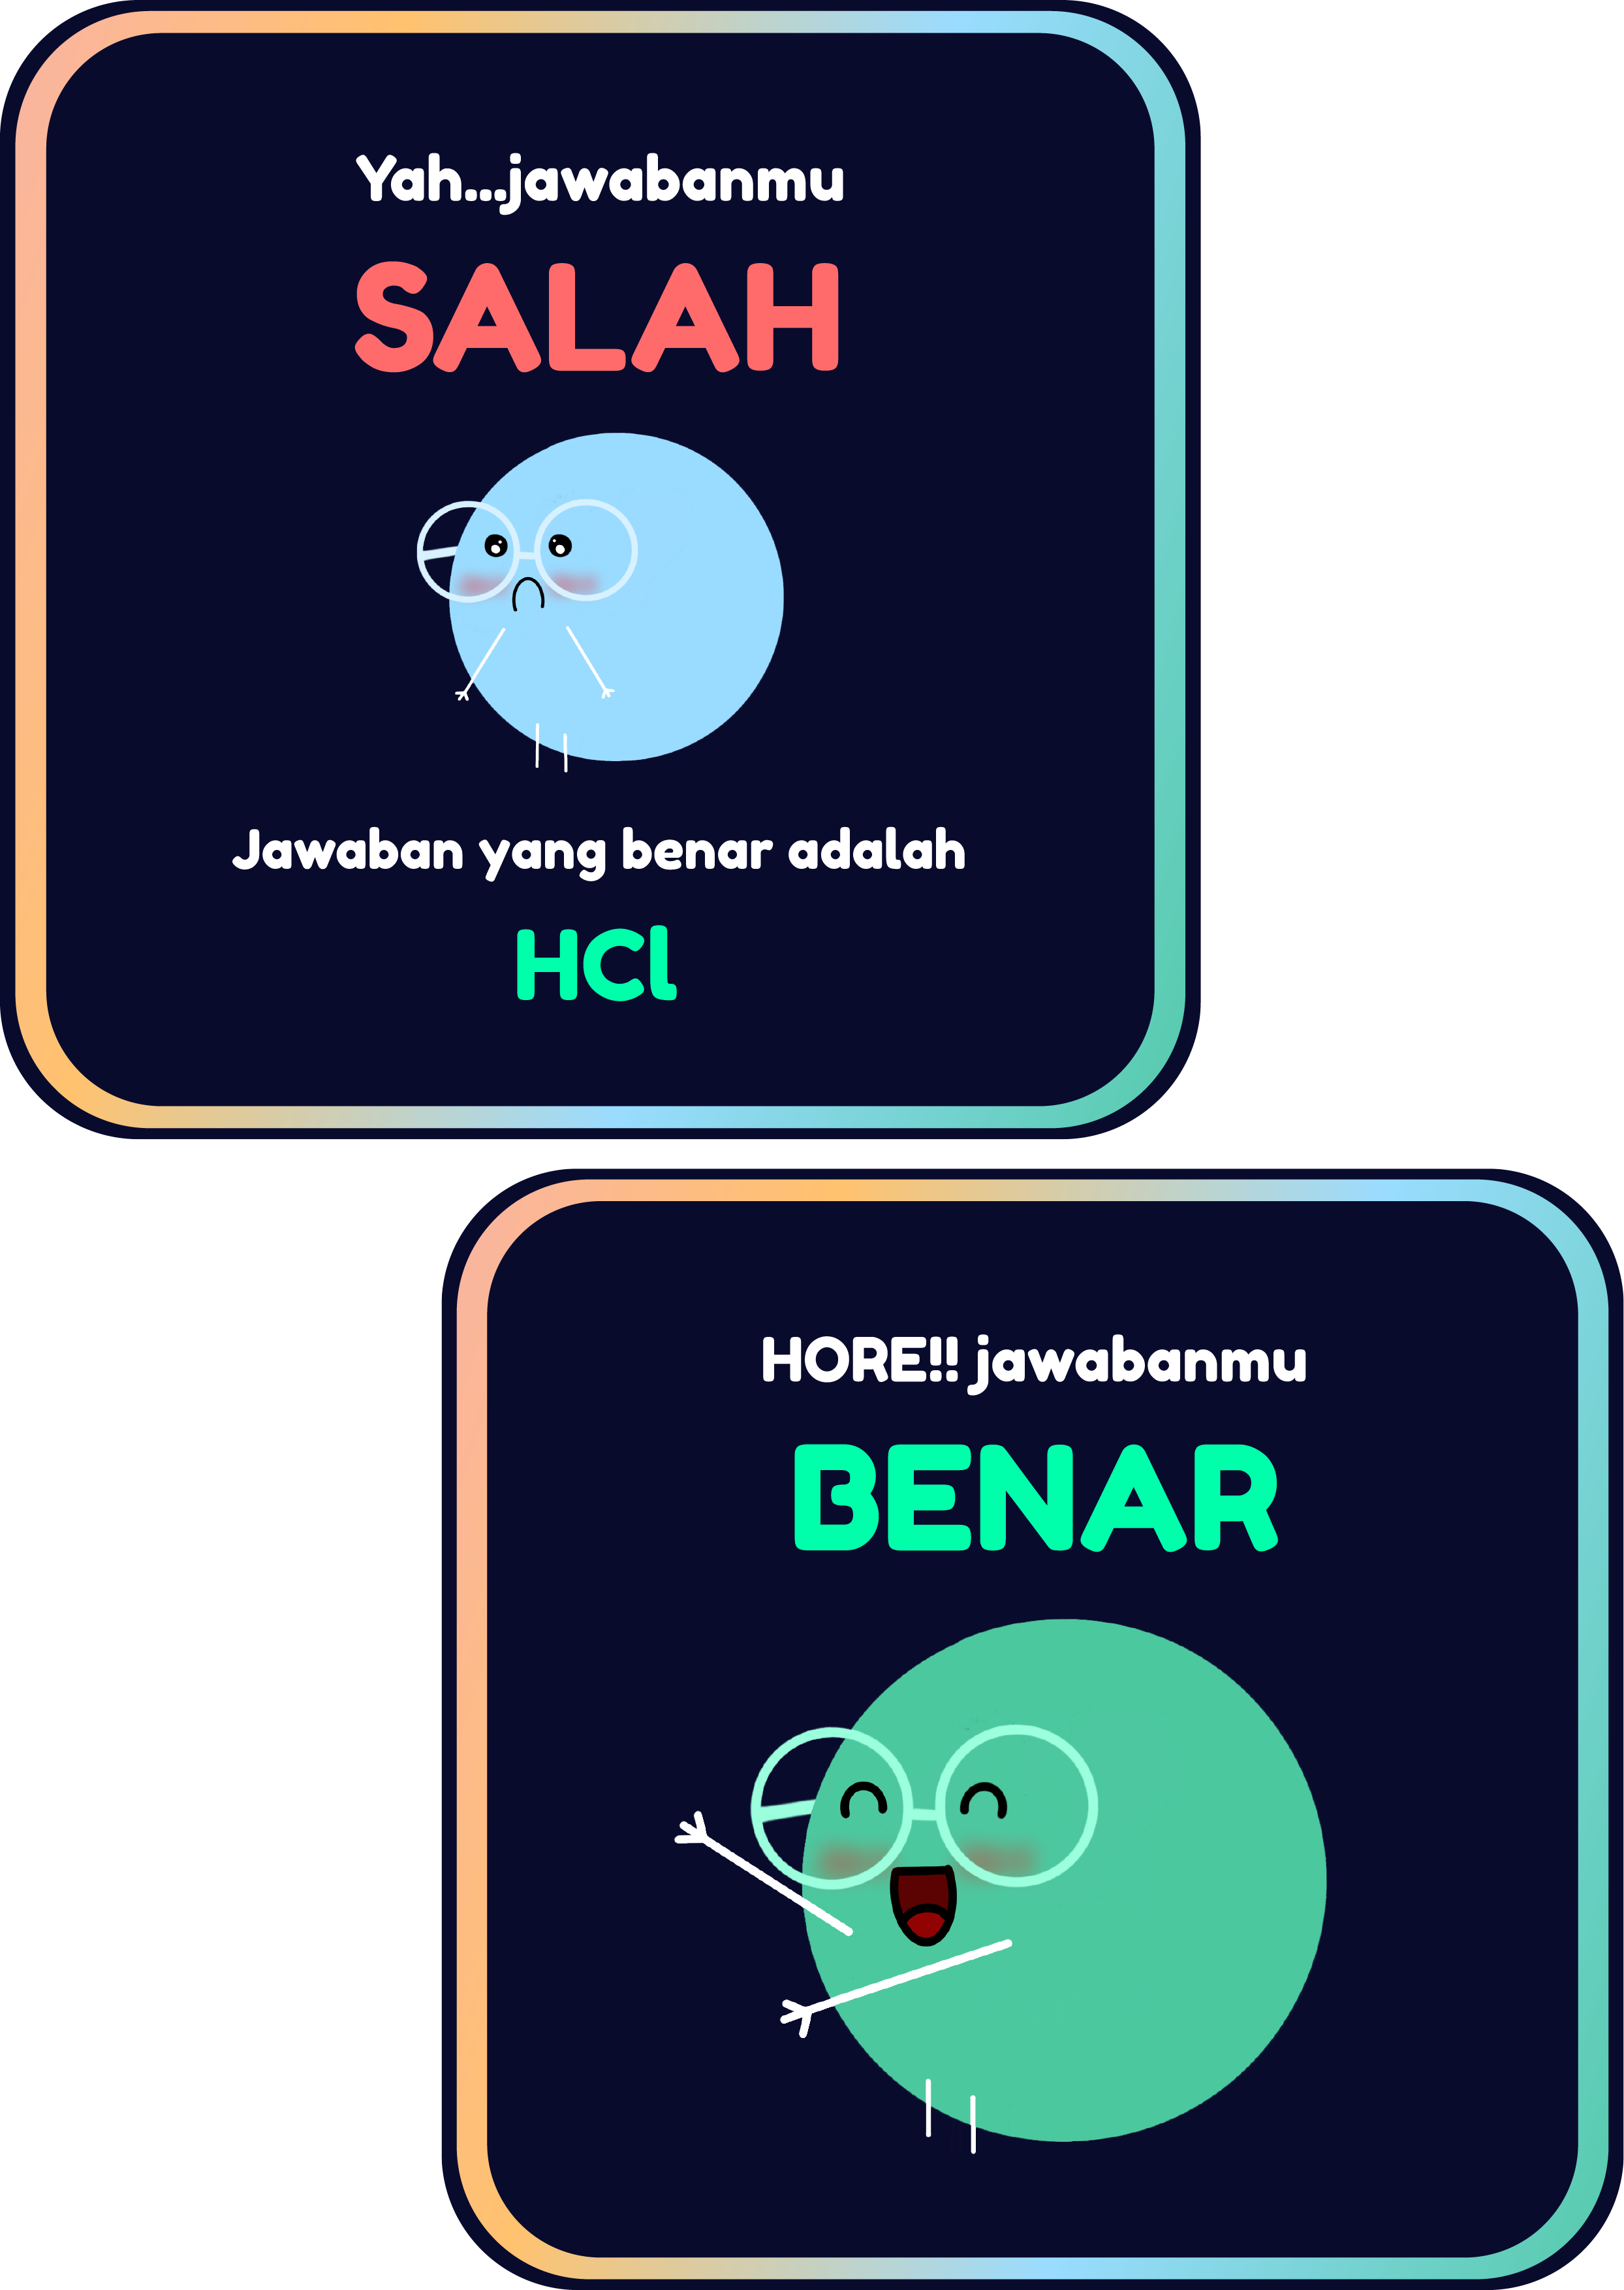 Yah...jawabanmu
SALAH
Jawaban yang benar adalah
HCl
HORE!! jawabanmu
BENAR